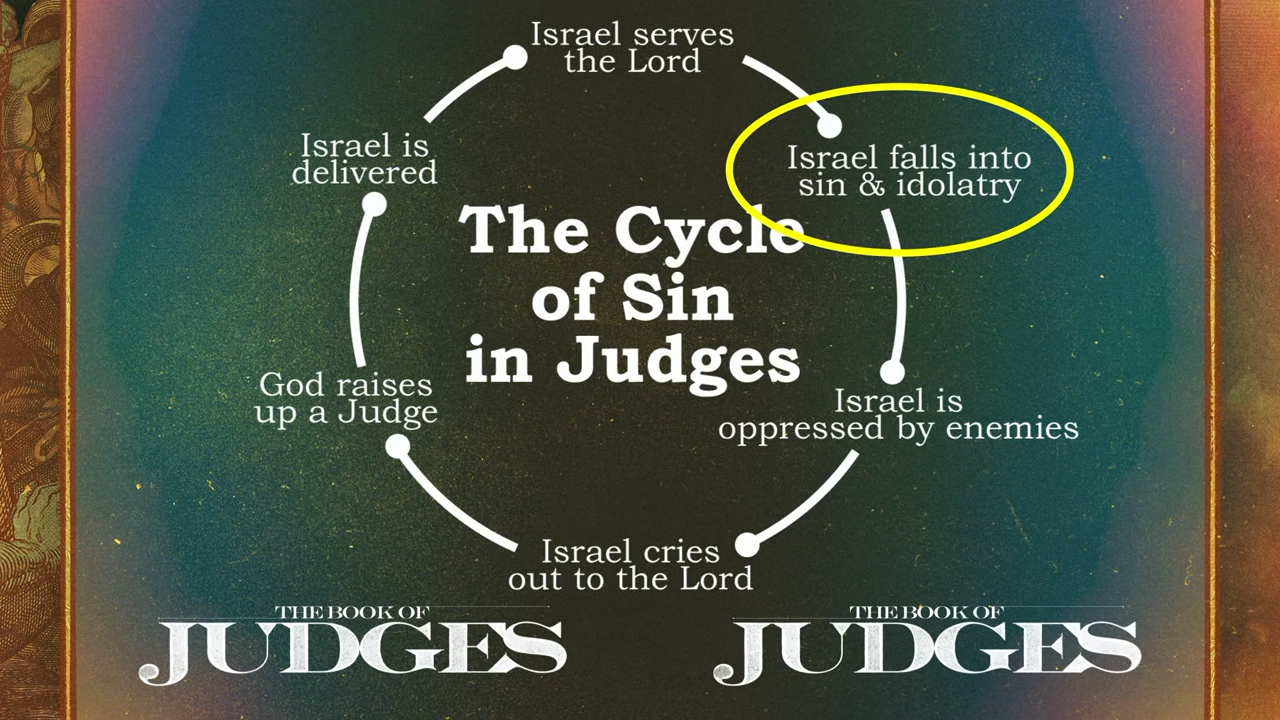 Israel serves
the Lord
Israel falls into
sin & idolatry
Israel is
oppressed by enemies
Israel cries
out to the Lord
God raises
up a Judge
Israel is
delivered
The Cycle
of Sin
in Judges
THE BOOK OF
JUDGES
THE BOOK OF
JUDGES